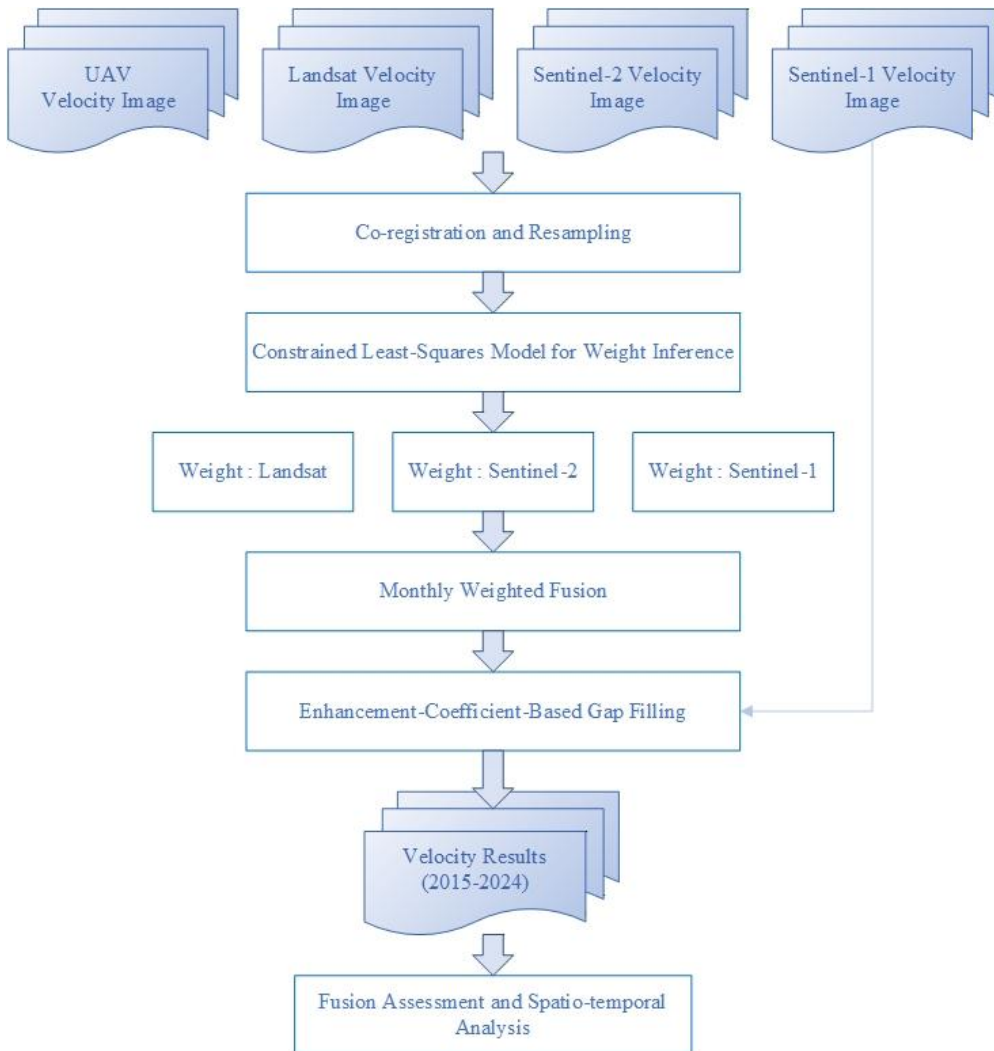 UAV
Velocity Image
Landsat Velocity
Image
Sentinel-2 Velocity
Image
Sentinel-1 Velocity
Image
Co-registration and Resampling
Constrained Least-Squares Model for Weight Inference
Weight : Landsat
Weight : Sentinel-2
Weight : Sentinel-1
Monthly Weighted Fusion
Enhancement-Coefficient-Based Gap Filling
Velocity Results
(2015-2024)
Fusion Assessment and Spatio-temporal
Analysis